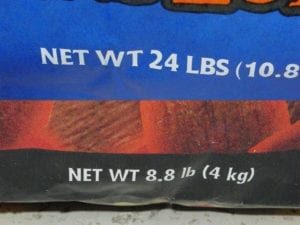 NET WT 24 LBS (10.8
NET WT 8.8 lb (4 kg)